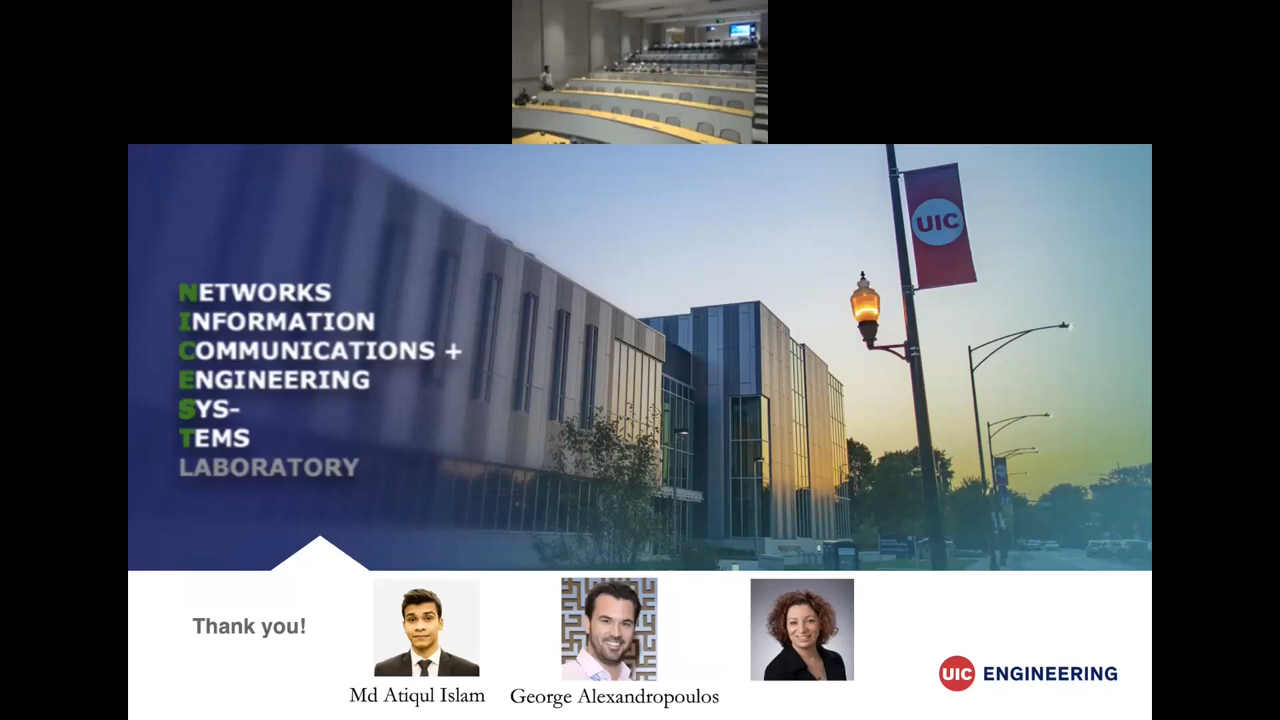 UIC
NETWORKS
INFORMATION
COMMUNICATIONS +
ENGINEERING
SYS-
TEMS
LABORATORY
Thank you!
Md Atiqul Islam
George Alexandropoulos
UIC ENGINEERING